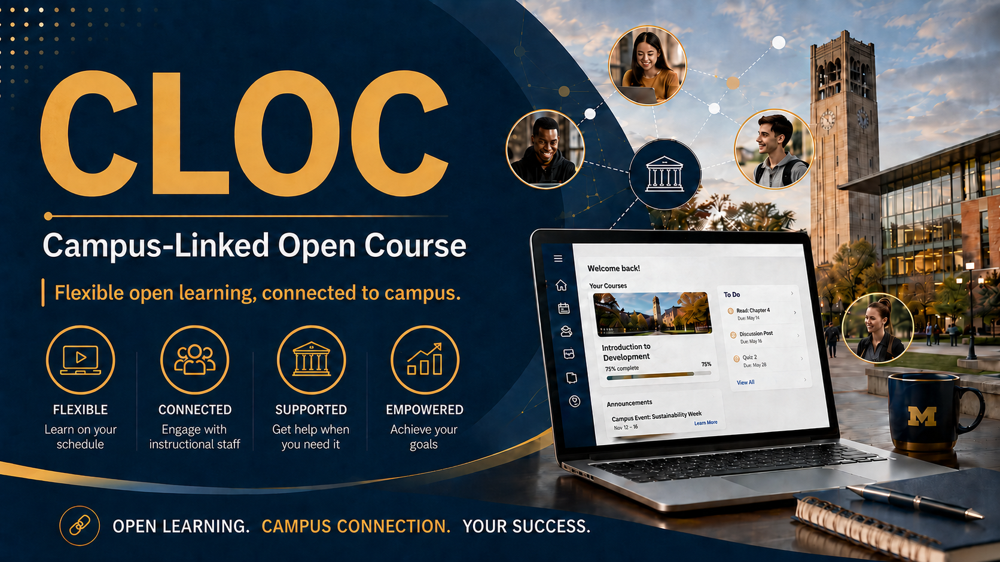 CLOC
Campus-Linked Open Course
Flexible open learning, connected to campus.
FLEXIBLE
Learn on your
schedule
CONNECTED
Engage with
instructional staff
SUPPORTED
Get help when
you need it
EMPOWERED
Achieve your
goals
OPEN LEARNING. CAMPUS CONNECTION. YOUR SUCCESS.
Welcome back!
Your Courses
Introduction to
Development
75% complete
75%
Announcements
Campus Event: Sustainability Week
Nov 12 – 16
Learn More
To Do
Read: Chapter 4
Due: May 14
Discussion Post
Due: May 16
Quiz 2
Due: May 28
View All
M